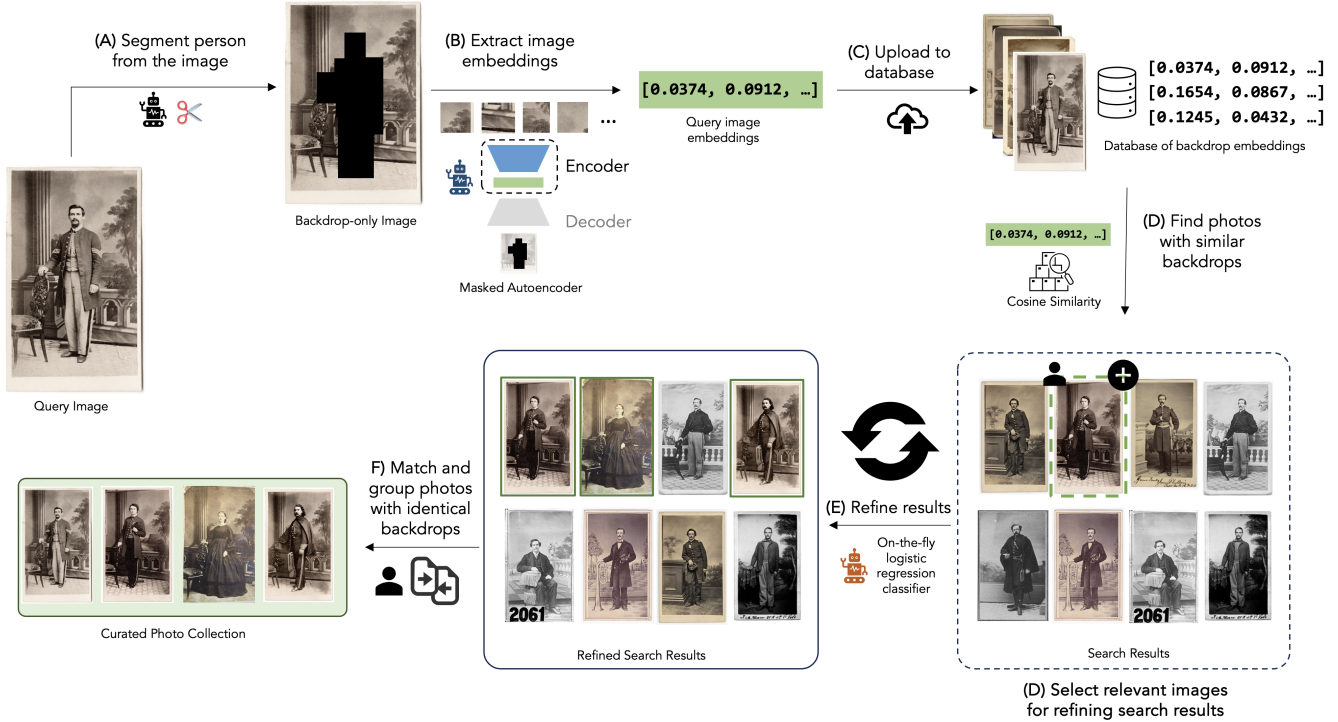 (A) Segment person
from the image
(B) Extract image
embeddings
(C) Upload to
database
[0.0374, 0.0912, …]
Query image
embeddings
[0.0374, 0.0912, …]
[0.1654, 0.0867, …]
[0.1245, 0.0432, …]
Database of backdrop embeddings
...
Encoder
Decoder
Backdrop-only Image
Masked Autoencoder
Query Image
[0.0374, 0.0912, …]
Cosine Similarity
(D) Find photos
with similar
backdrops
2061
Search Results
(D) Select relevant images
for refining search results
(E) Refine results
On-the-fly
logistic
regression
classifier
2061
Refined Search Results
F) Match and
group photos
with identical
backdrops
Curated Photo Collection